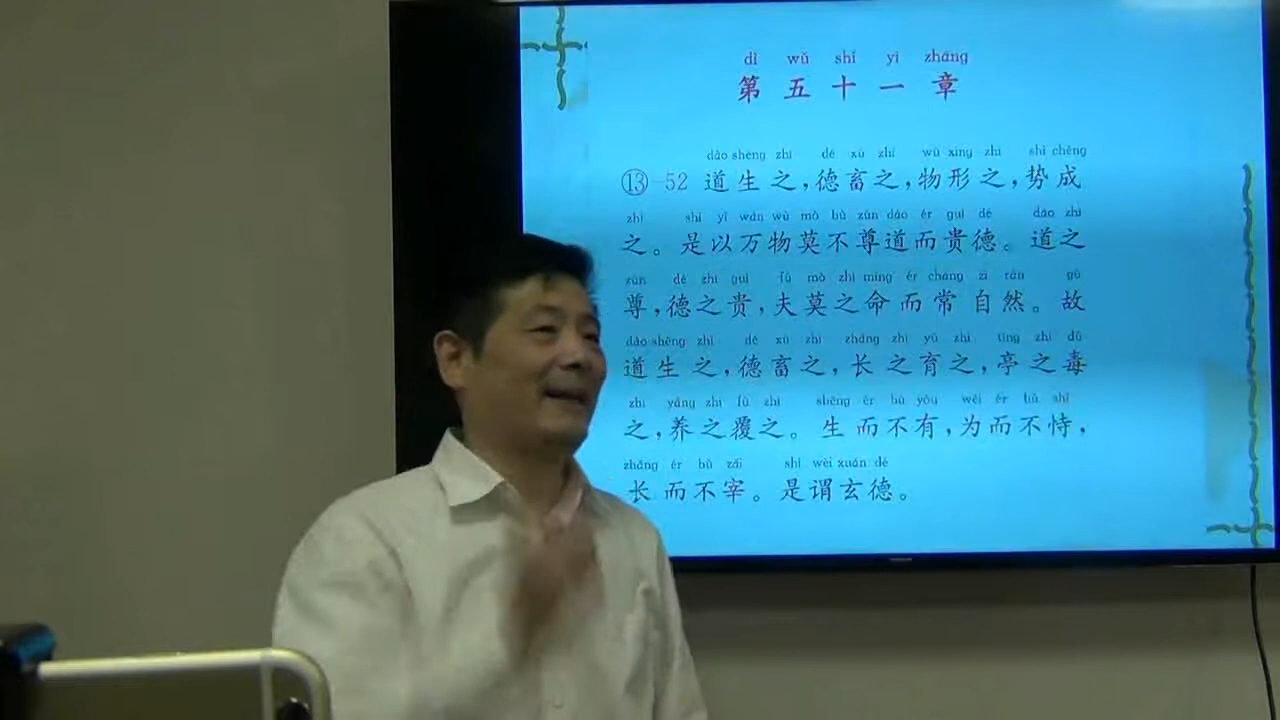 dì wǔ shí yī zhāng
第五十一章
dào shēng zhī dé xù zhī wù xíng zhī shì chéng
⑬-52 道生之,德畜之,物形之,势成
zhī shì yǐ wàn wù mò bù zūn dào ér guì dé dào zhī
之。是以万物莫不尊道而贵德。道之
zūn dé zhī guì fú mò zhī mìng ér cháng zì rán gù
尊,德之贵,夫莫之命而常自然。故
dào shēng zhī dé xù zhī zhǎng zhī yù zhī tíng zhī dú
道生之,德畜之,长之育之,亭之毒
zhī yǎng zhī fù zhī shēng ér bù yǒu wéi ér bù shì
之,养之覆之。生而不有,为而不恃,
zhǎng ér bù zǎi shì wèi xuán dé
长而不宰。是谓玄德。